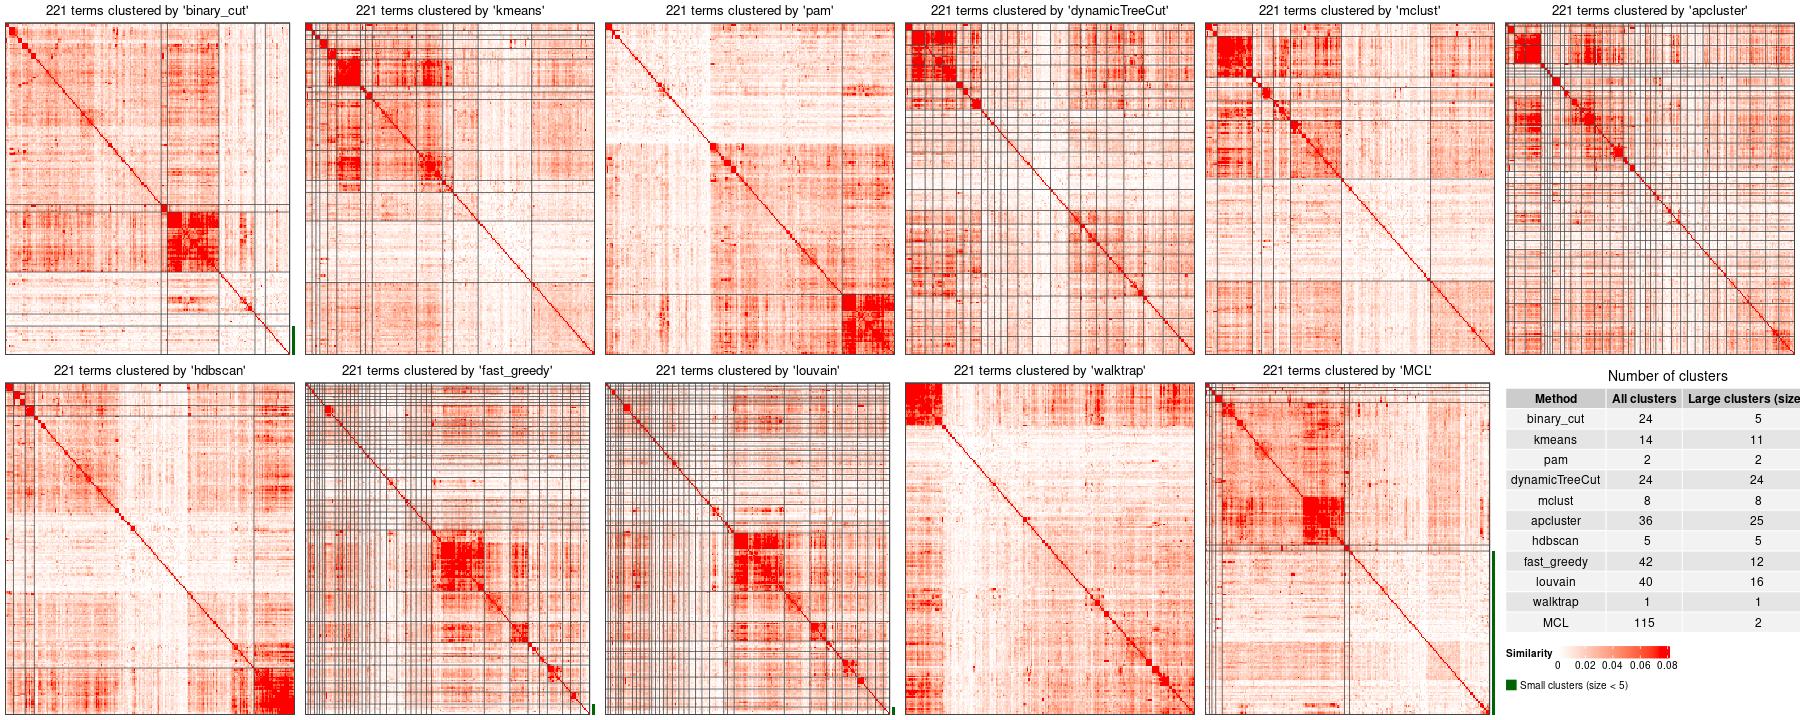 221 terms clustered by 'binary_cut'
221 terms clustered by 'kmeans'
221 terms clustered by 'pam'
221 terms clustered by 'dynamicTreeCut'
221 terms clustered by 'mclust'
221 terms clustered by 'apcluster'
221 terms clustered by 'hdbscan'
221 terms clustered by 'fast_greedy'
221 terms clustered by 'louvain'
221 terms clustered by 'walktrap'
221 terms clustered by 'MCL'
Number of clusters
Method All clusters Large clusters (size
binary_cut 24 5
kmeans 14 11
pam 2 2
dynamicTreeCut 24 24
mclust 8 8
apcluster 36 25
hdbscan 5 5
fast_greedy 42 12
louvain 40 16
walktrap 1 1
MCL 115 2
Similarity
0 0.02 0.04 0.06 0.08
Small clusters (size < 5)